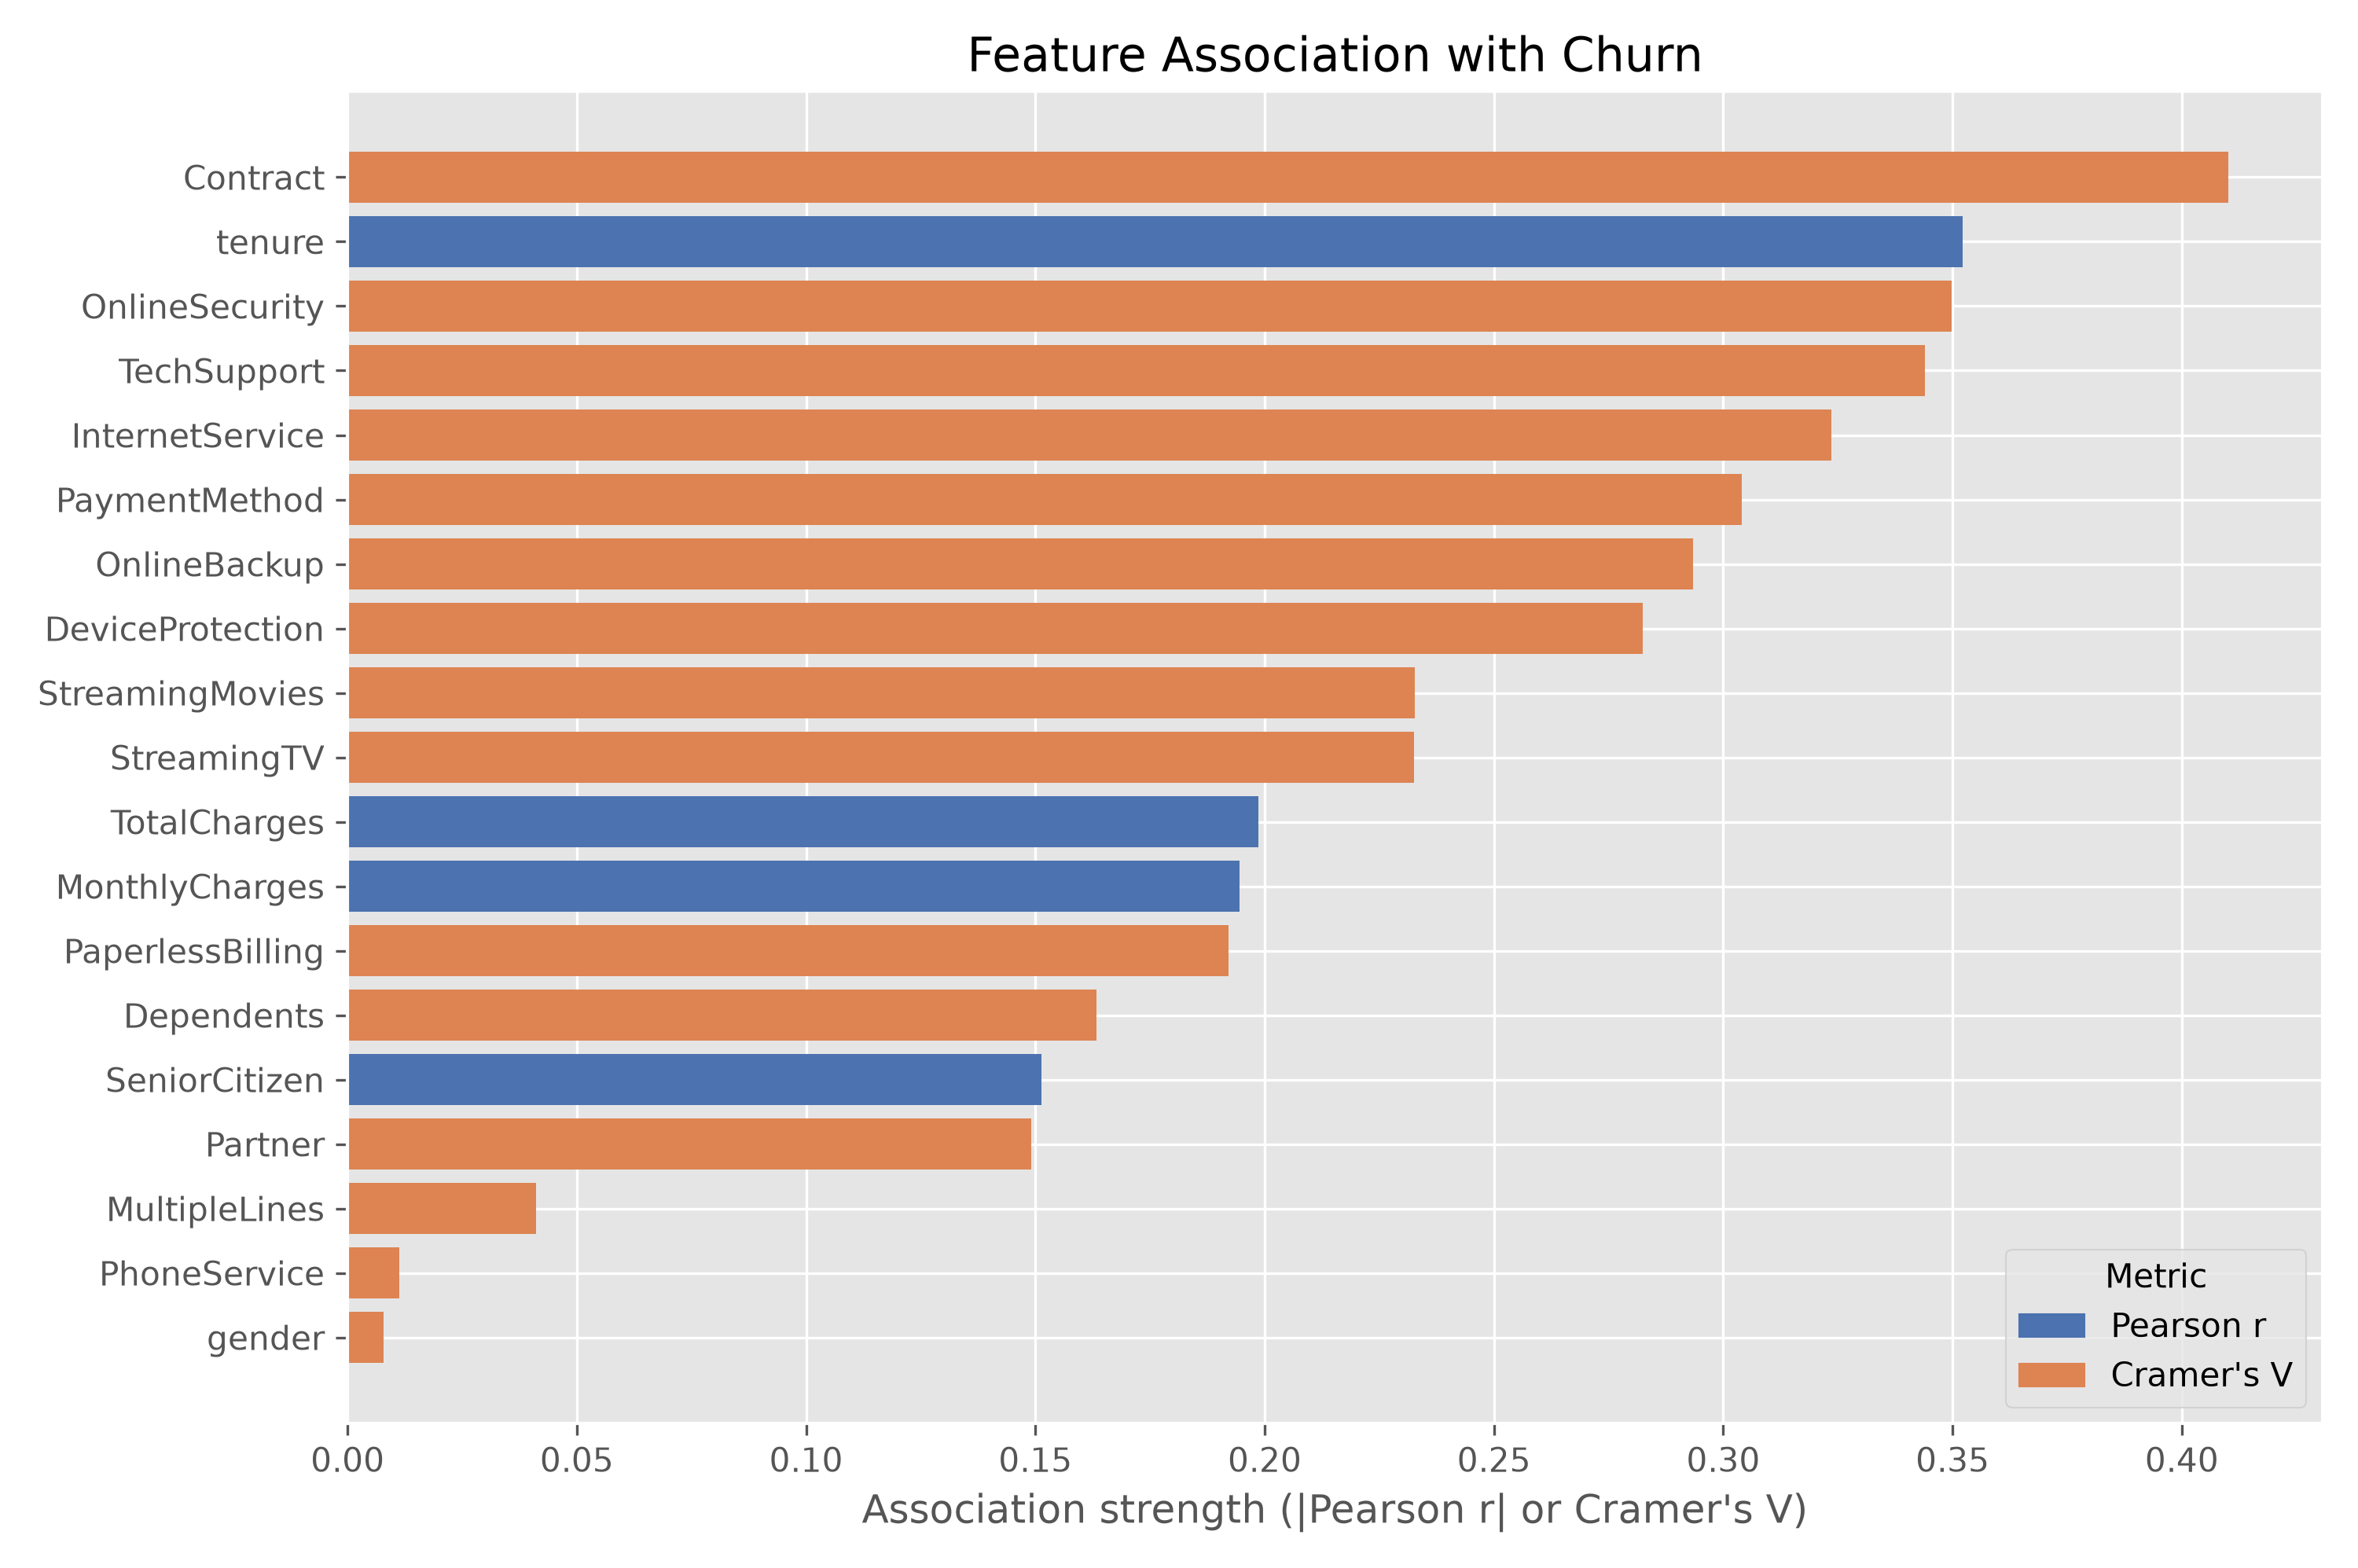 Feature Association with Churn
Contract
tenure
OnlineSecurity
TechSupport
InternetService
PaymentMethod
OnlineBackup
DeviceProtection
StreamingMovies
StreamingTV
TotalCharges
MonthlyCharges
PaperlessBilling
Dependents
SeniorCitizen
Partner
MultipleLines
PhoneService
gender
Metric
Pearson r
Cramer's V
0.00 0.05 0.10 0.15 0.20 0.25 0.30 0.35 0.40
Association strength (|Pearson r| or Cramer's V)